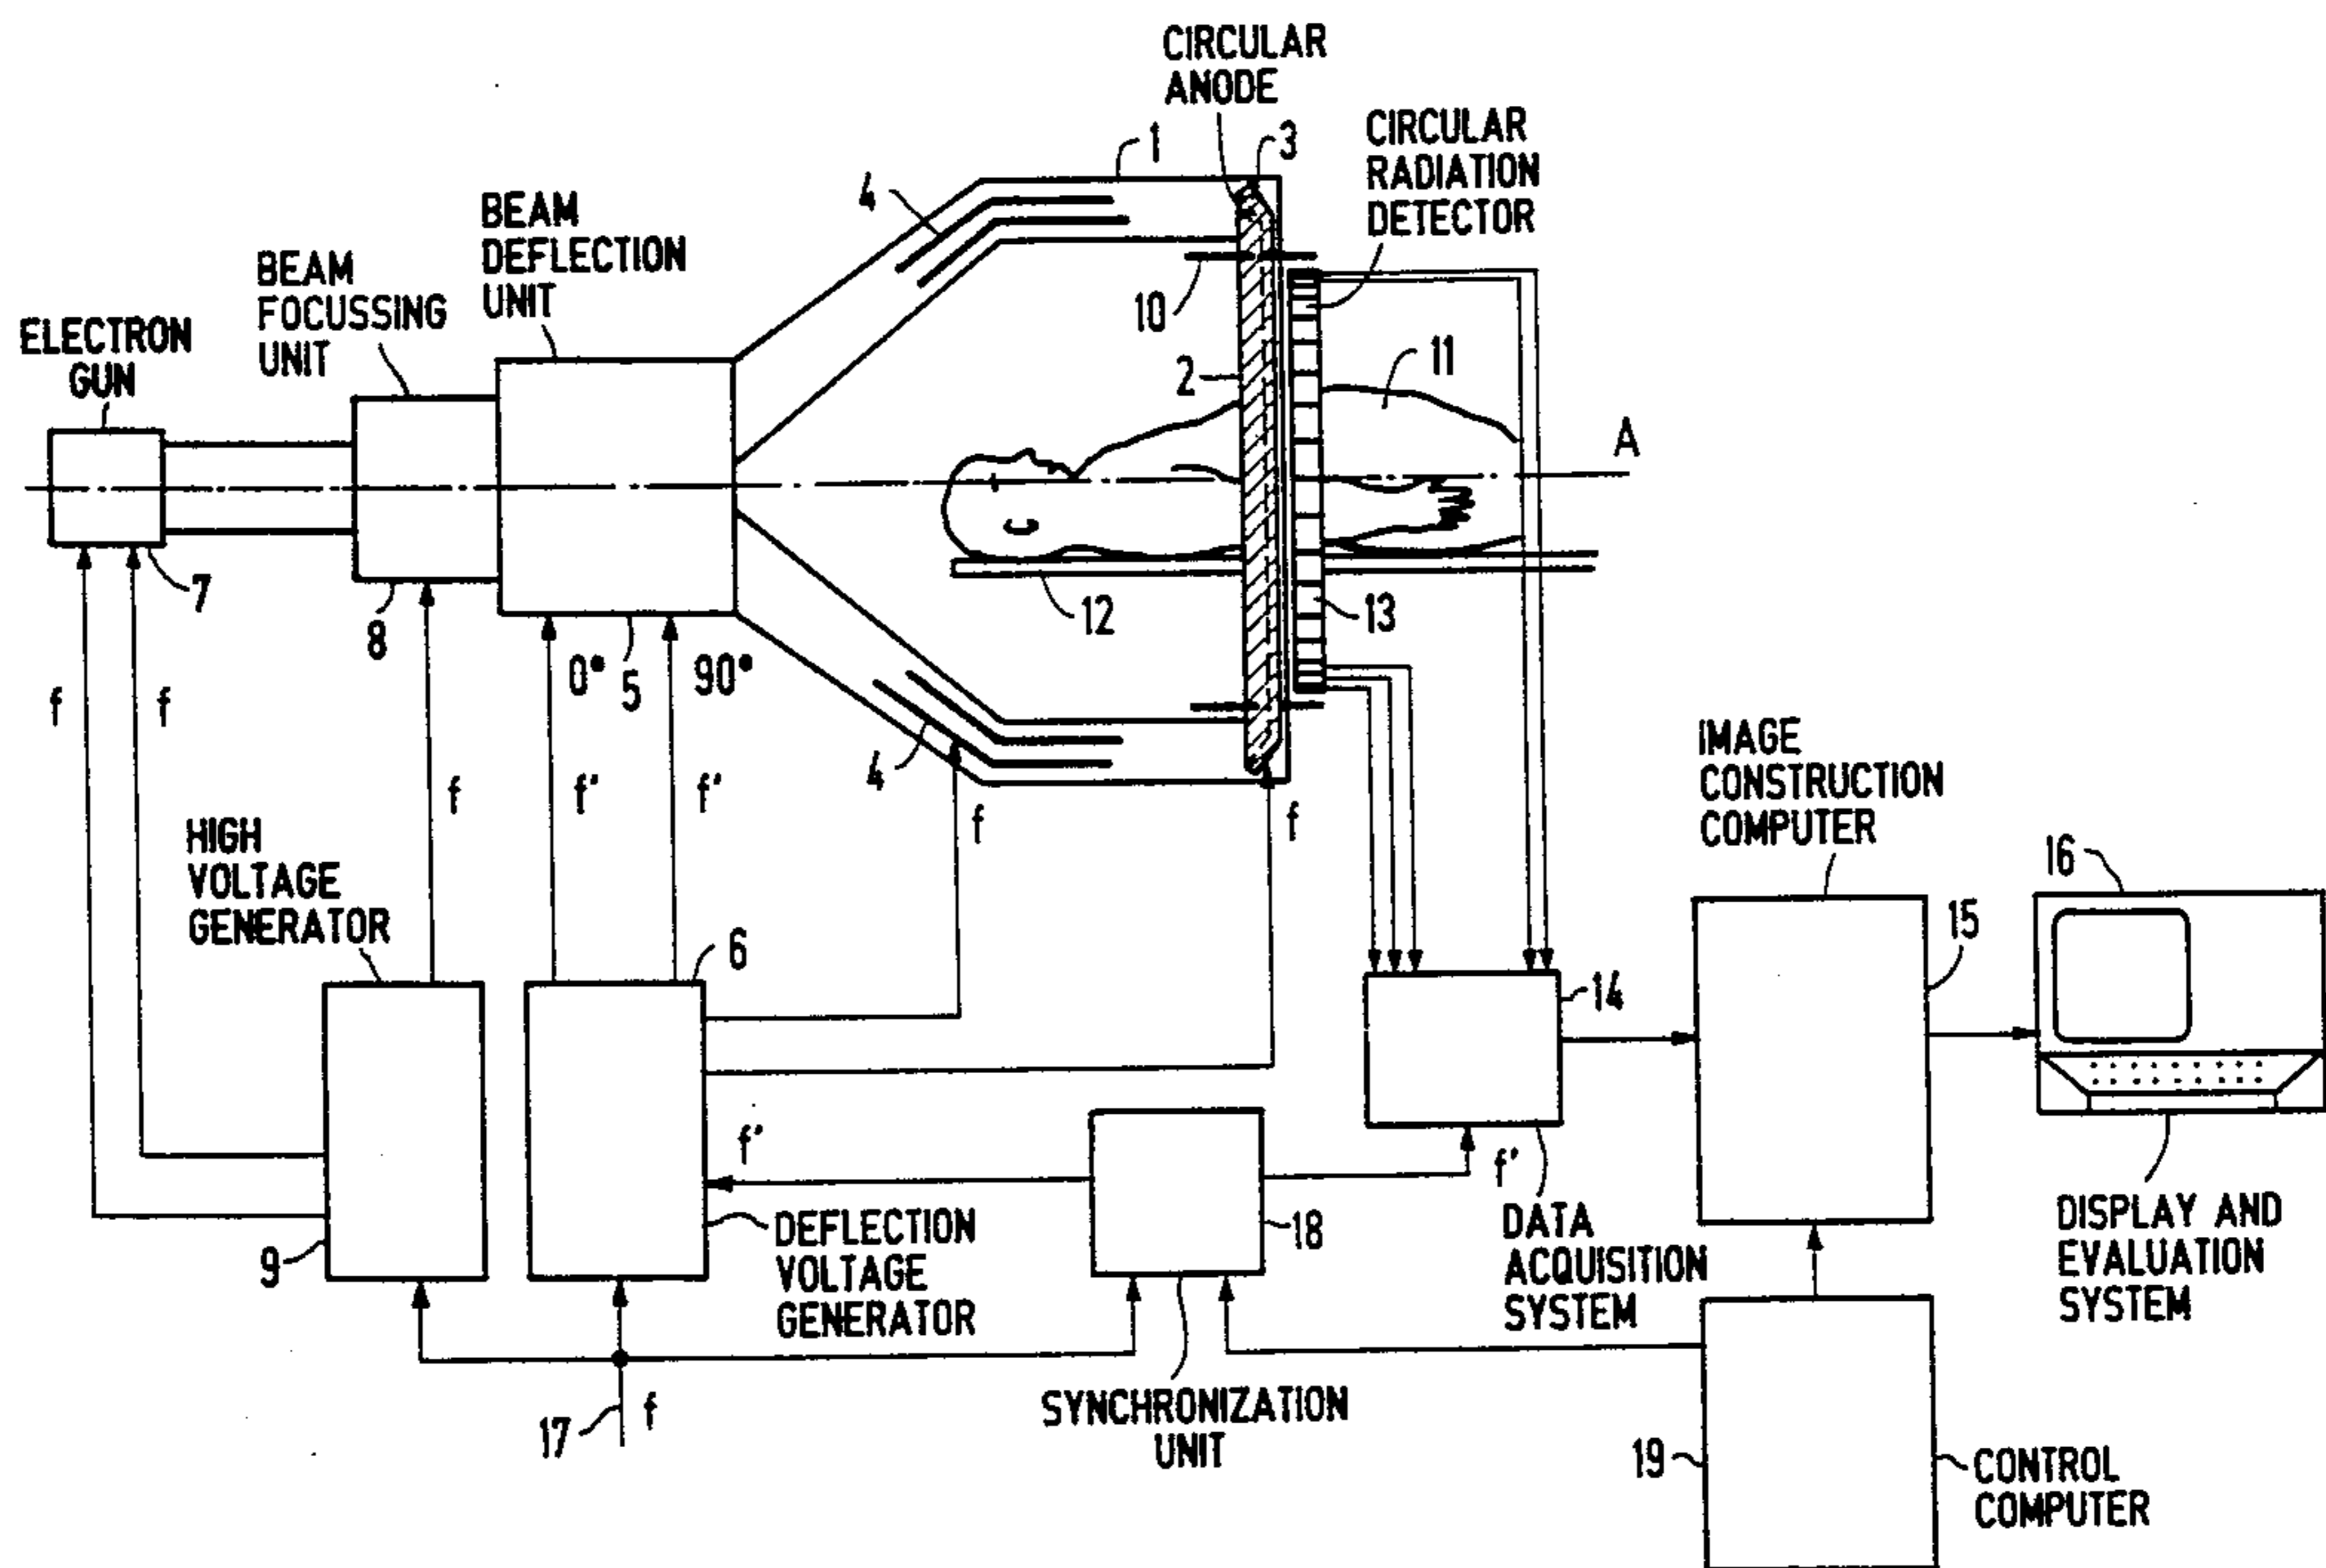 CIRCULAR
ANODE
1
3
CIRCULAR
RADIATION
DETECTOR
4
BEAM
DEFLECTION
UNIT
BEAM
FOCUSSING
UNIT
ELECTRON
GUN
10
2
11
A
7
8
0°
5
90°
12
13
f
f
f
f'
f'
4
f
f
IMAGE
CONSTRUCTION
COMPUTER
HIGH
VOLTAGE
GENERATOR
6
14
15
16
f'
f'
9
DEFLECTION
VOLTAGE
GENERATOR
18
DATA
ACQUISITION
SYSTEM
DISPLAY AND
EVALUATION
SYSTEM
17
f
SYNCHRONIZATION
UNIT
19
CONTROL
COMPUTER